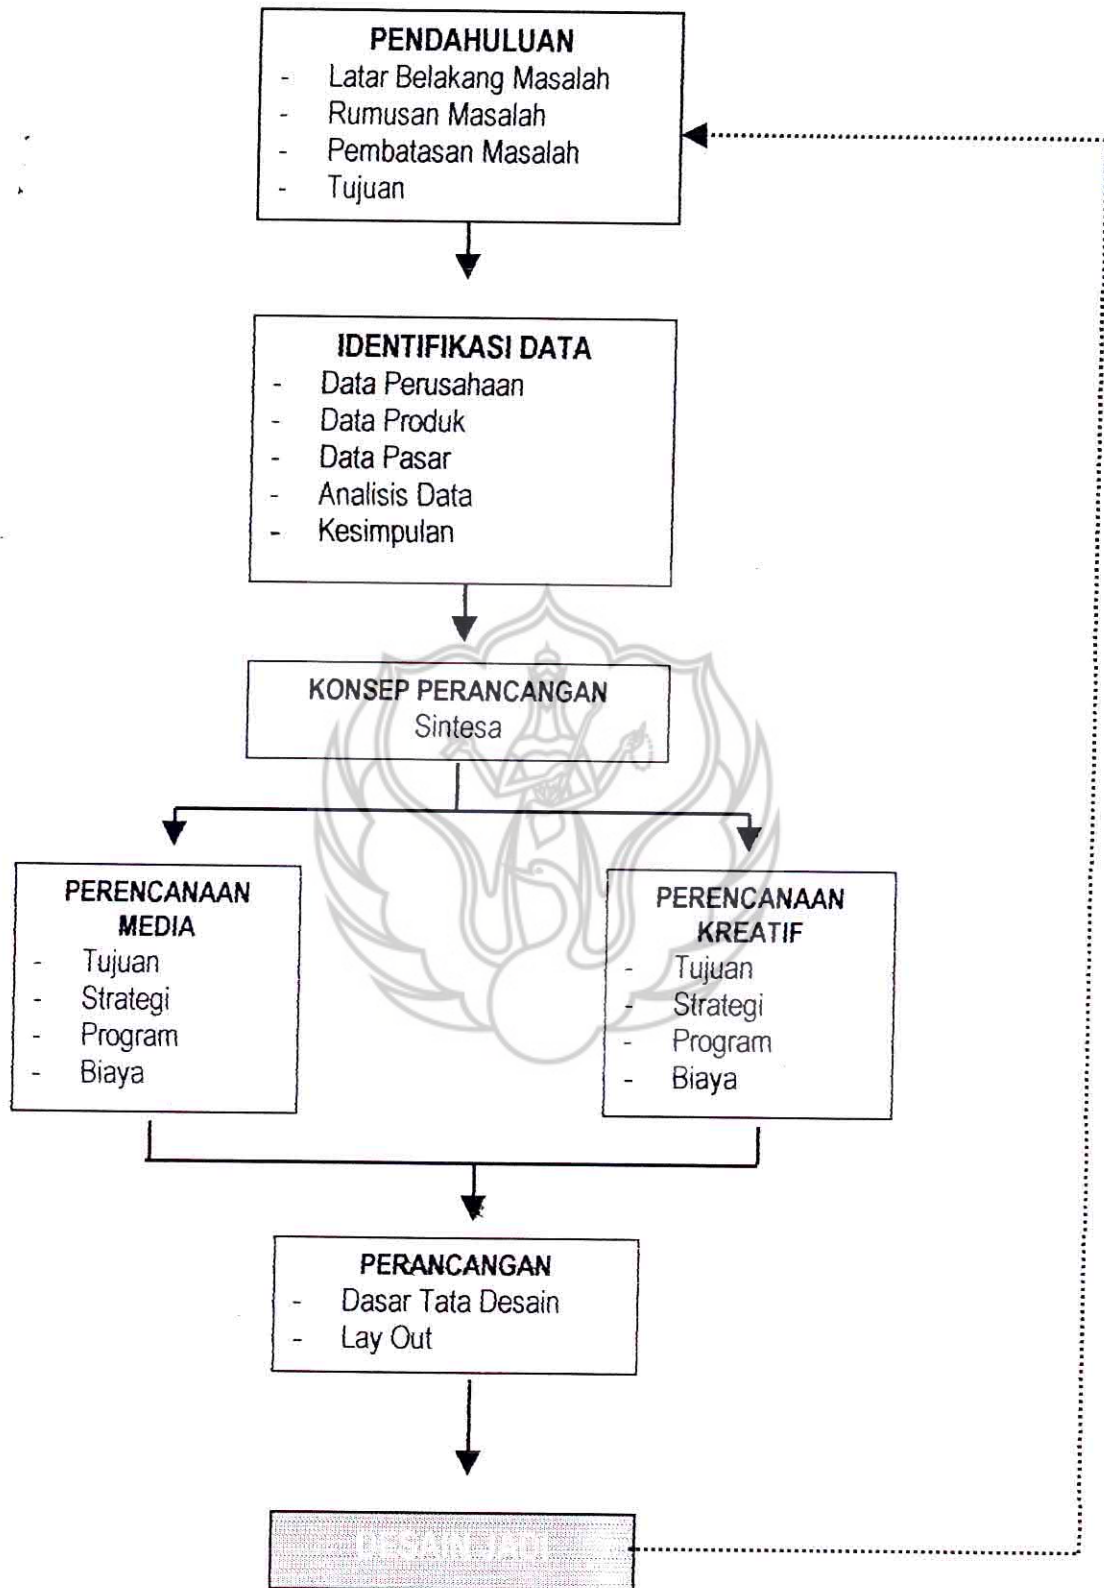 PENDAHULUAN
- Latar Belakang Masalah
- Rumusan Masalah
- Pembatasan Masalah
- Tujuan
IDENTIFIKASI DATA
- Data Perusahaan
- Data Produk
- Data Pasar
- Analisis Data
- Kesimpulan
KONSEP PERANCANGAN
Sintesa
PERENCANAAN
MEDIA
- Tujuan
- Strategi
- Program
- Biaya
PERENCANAAN
KREATIF
- Tujuan
- Strategi
- Program
- Biaya
PERANCANGAN
- Dasar Tata Desain
- Lay Out
DESAIN JADI